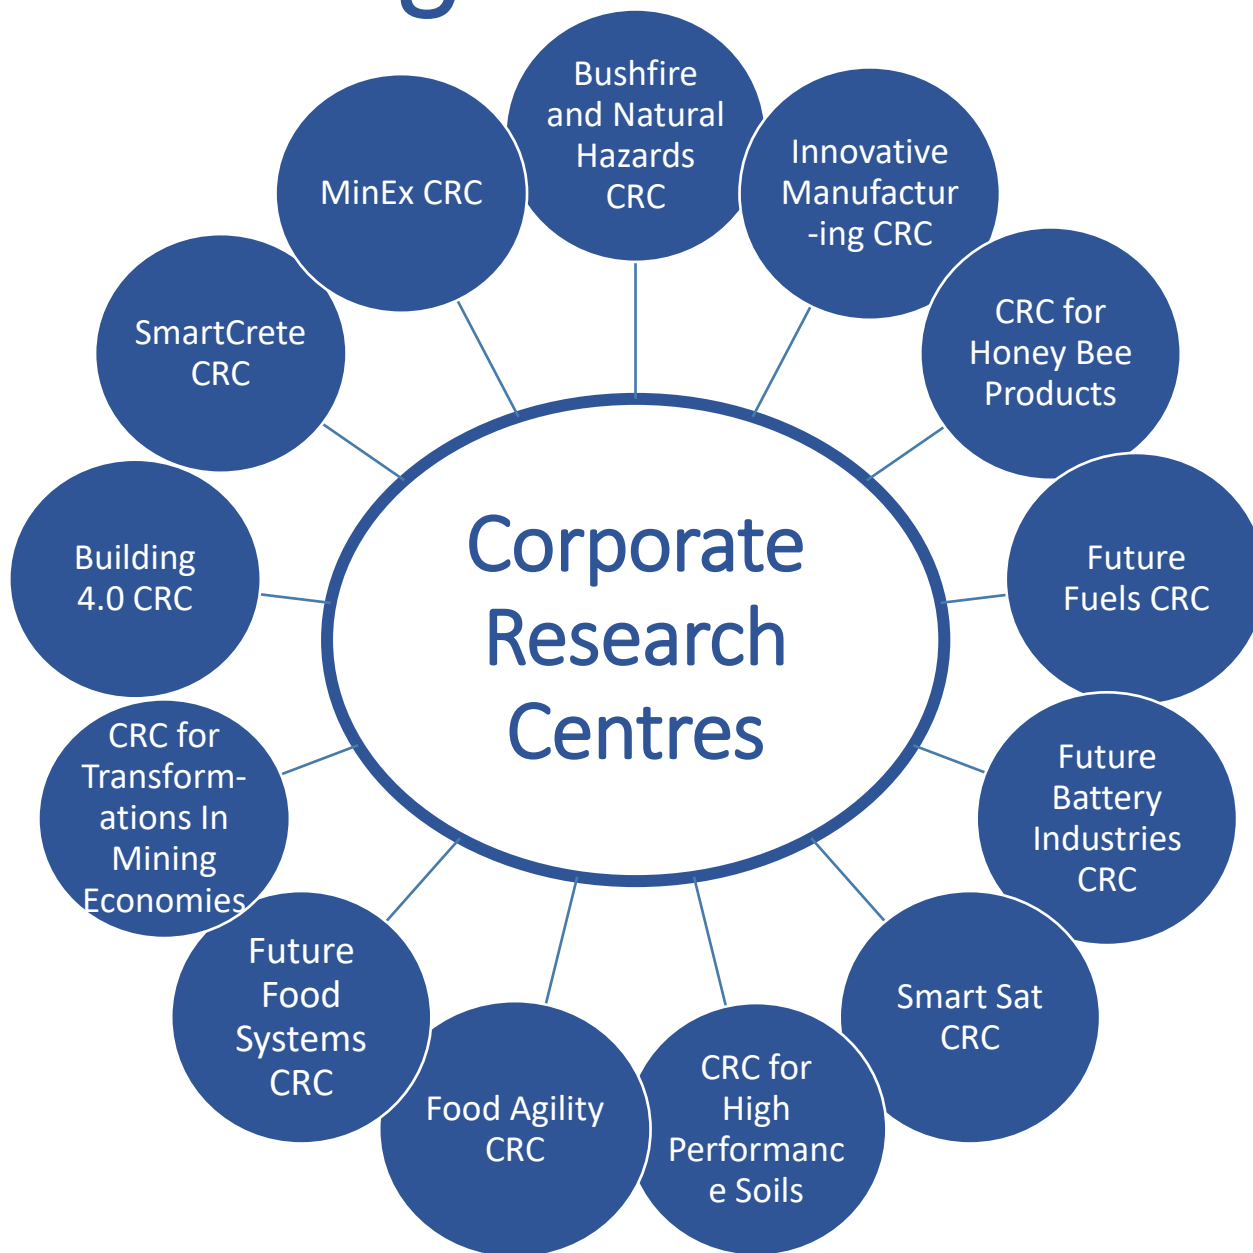 Bushfire
and Natural
Hazards
CRC
Innovative
Manufactur
-ing CRC
CRC for
Honey Bee
Products
Future
Fuels CRC
Future
Battery
Industries
CRC
Smart Sat
CRC
CRC for
High
Performanc
e Soils
Food Agility
CRC
Future
Food
Systems
CRC
CRC for
Transform-
ations In
Mining
Economies
Building
4.0 CRC
SmartCrete
CRC
MinEx CRC
Corporate
Research
Centres